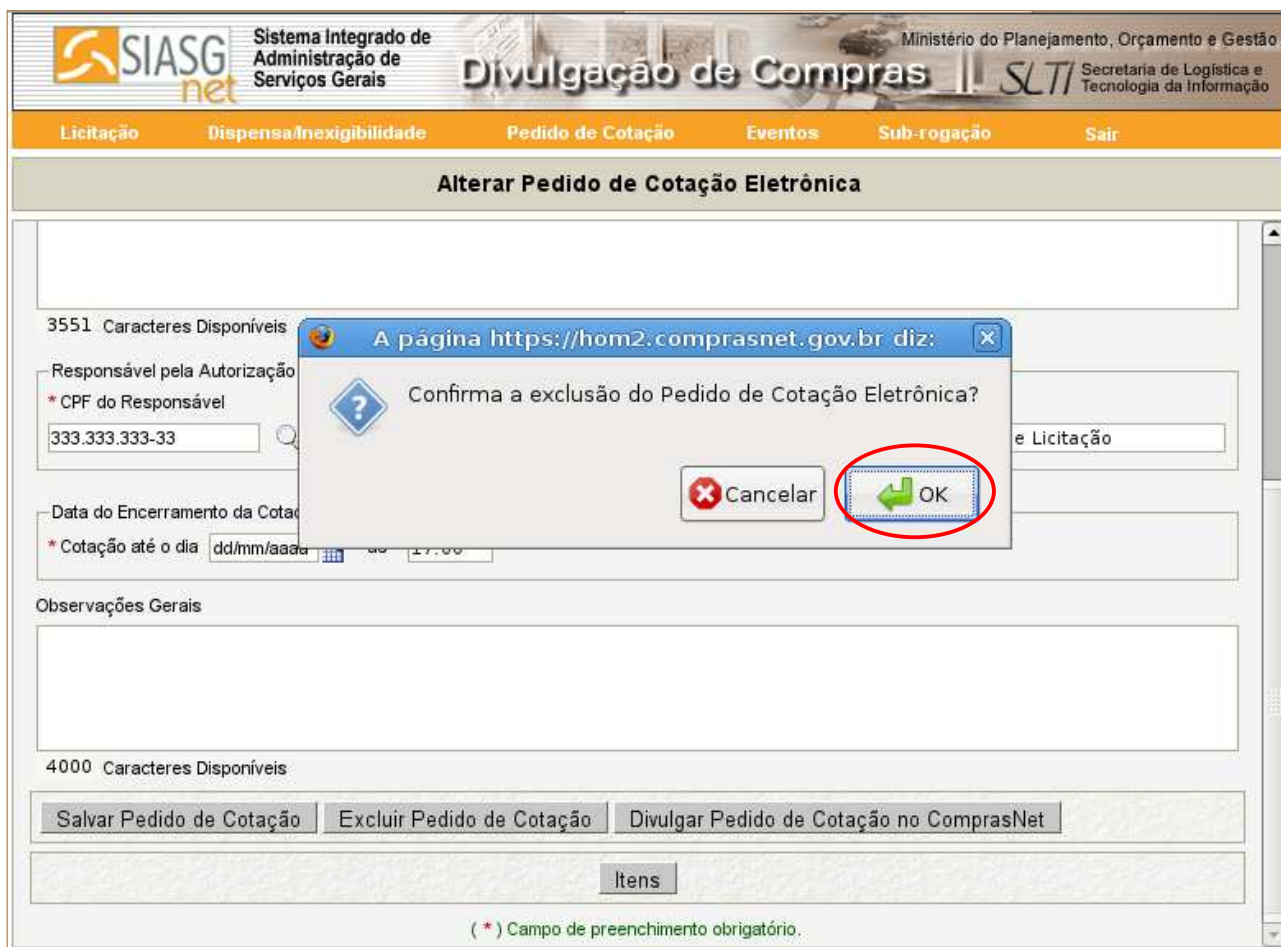 SIASG
net
Sistema Integrado de
Administração de
Serviços Gerais
Divulgação de Compras
Ministério do Planejamento, Orçamento e Gestão
SLTI
Secretaria de Logística e
Tecnologia da Informação
Licitação Dispensa/Inexigibilidade Pedido de Cotação Eventos Sub-rogação Sair
Alterar Pedido de Cotação Eletrônica
3551 Caracteres Disponíveis
A página https://hom2.comprasnet.gov.br diz:
Confirma a exclusão do Pedido de Cotação Eletrônica?
Cancelar OK
Responsável pela Autorização
* CPF do Responsável
333.333.333-33 e Licitação
Data do Encerramento da Cota
* Cotação até o dia dd/mm/aaaa 17:00
Observações Gerais
4000 Caracteres Disponíveis
Salvar Pedido de Cotação Excluir Pedido de Cotação Divulgar Pedido de Cotação no ComprasNet
Itens
( * ) Campo de preenchimento obrigatório.